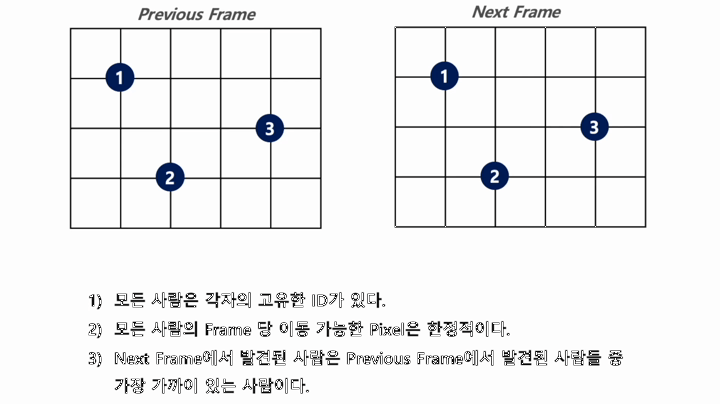 Previous Frame
Next Frame
1
3
2
1
3
2
1) 모든 사람은 각자의 고유한 ID가 있다.
2) 모든 사람의 Frame 당 이동 가능한 Pixel은 한정적이다.
3) Next Frame에서 발견된 사람은 Previous Frame에서 발견된 사람들 중
가장 가까이 있는 사람이다.